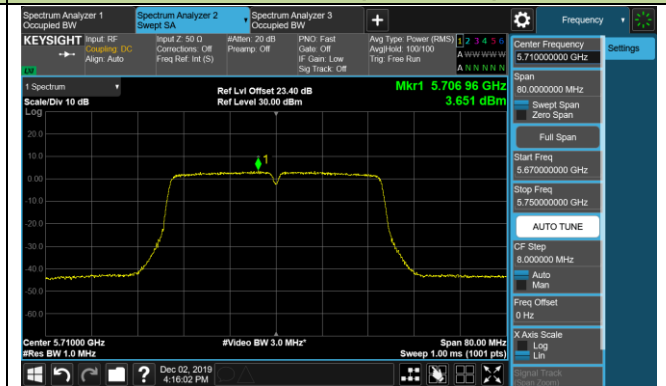 Spectrum Analyzer 1
Occupied BW
Spectrum Analyzer 2
Swept SA
Spectrum Analyzer 3
Occupied BW
+
Frequency
KEYSIGHT
Input: RF
Coupling: DC
Align: Auto
Input Z: 50 Ω
Corrections: Off
Freq Ref: Int (S)
#Atten: 20 dB
Preamp: Off
PNO: Fast
Gate: Off
IF Gain: Low
Sig Track: Off
Avg Type: Power (RMS)
Avg|Hold: 100/100
Trig: Free Run
1 2 3 4 5 6
A W W W W W
A N N N N N
1 Spectrum
Scale/Div 10 dB
Log
Ref Lvl Offset 23.40 dB
Ref Level 30.00 dBm
Mkr1 5.706 96 GHz
3.651 dBm
20.0
10.0
0.00
-10.0
-20.0
-30.0
-40.0
-50.0
-60.0
1
Center 5.71000 GHz
#Res BW 1.0 MHz
#Video BW 3.0 MHz*
Span 80.00 MHz
Sweep 1.00 ms (1001 pts)
Dec 02, 2019
4:16:02 PM
?
Center Frequency
5.710000000 GHz
Settings
Span
80.0000000 MHz
Swept Span
Zero Span
Full Span
Start Freq
5.670000000 GHz
Stop Freq
5.750000000 GHz
AUTO TUNE
CF Step
8.000000 MHz
Auto
Man
Freq Offset
0 Hz
X Axis Scale
Log
Lin
Signal Track
(Span Zoom)